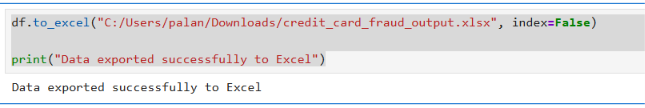 df.to_excel("C:/Users/palan/Downloads/credit_card_fraud_output.xlsx", index=False)
print("Data exported successfully to Excel")
Data exported successfully to Excel